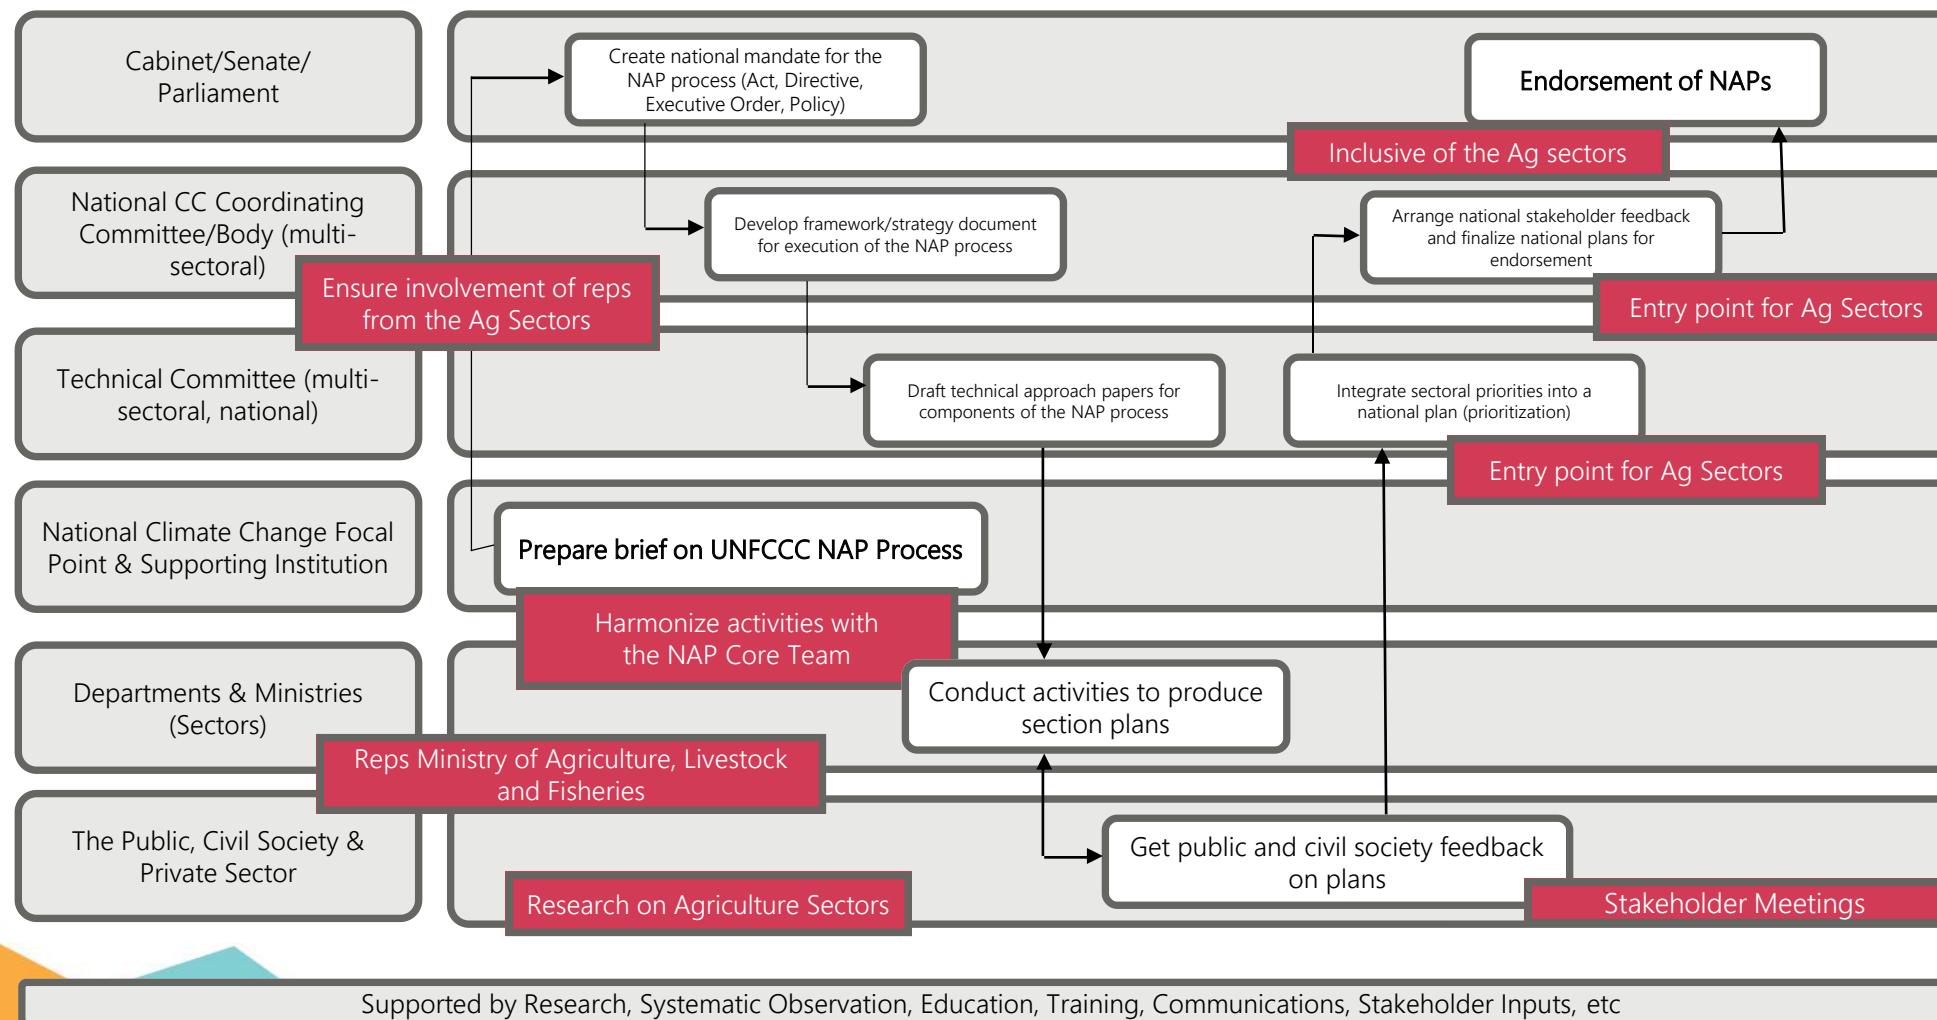 Cabinet/Senate/
Parliament
Create national mandate for the
NAP process (Act, Directive,
Executive Order, Policy)
Endorsement of NAPs
Inclusive of the Ag sectors
National CC Coordinating
Committee/Body (multi-
sectoral)
Develop framework/strategy document
for execution of the NAP process
Arrange national stakeholder feedback
and finalize national plans for
endorsement
Ensure involvement of reps
from the Ag Sectors
Entry point for Ag Sectors
Technical Committee (multi-
sectoral, national)
Draft technical approach papers for
components of the NAP process
Integrate sectoral priorities into a
national plan (prioritization)
Entry point for Ag Sectors
National Climate Change Focal
Point & Supporting Institution
Prepare brief on UNFCCC NAP Process
Harmonize activities with
the NAP Core Team
Departments & Ministries
(Sectors)
Conduct activities to produce
section plans
Reps Ministry of Agriculture, Livestock
and Fisheries
The Public, Civil Society &
Private Sector
Get public and civil society feedback
on plans
Research on Agriculture Sectors
Stakeholder Meetings
Supported by Research, Systematic Observation, Education, Training, Communications, Stakeholder Inputs, etc